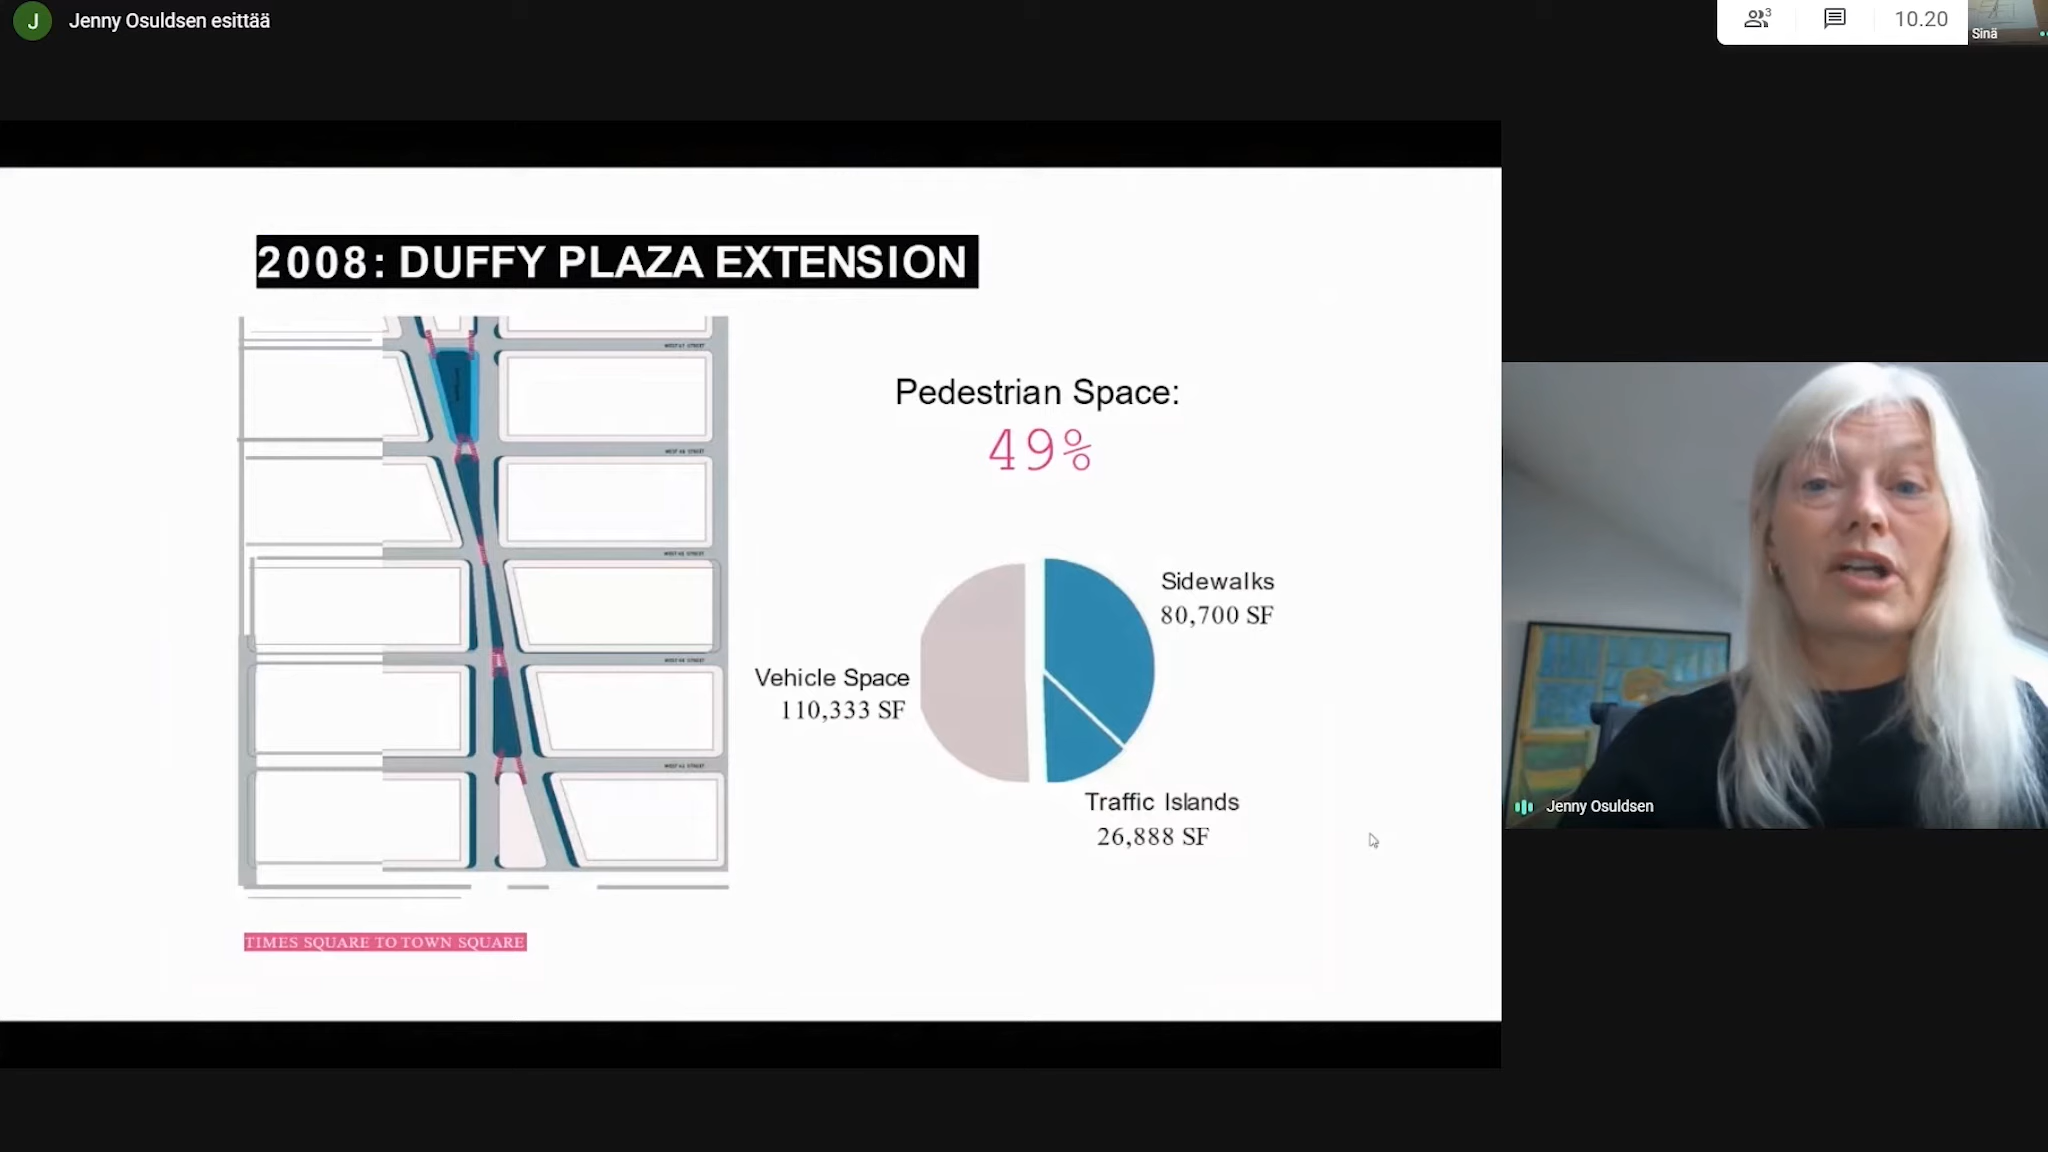 J
Jenny Osuldsen esittää
3
10.20
Sinä
2008: DUFFY PLAZA EXTENSION
Pedestrian Space:
49%
Sidewalks
80,700 SF
Vehicle Space
110,333 SF
Traffic Islands
26,888 SF
Jenny Osuldsen
TIMES SQUARE TO TOWN SQUARE